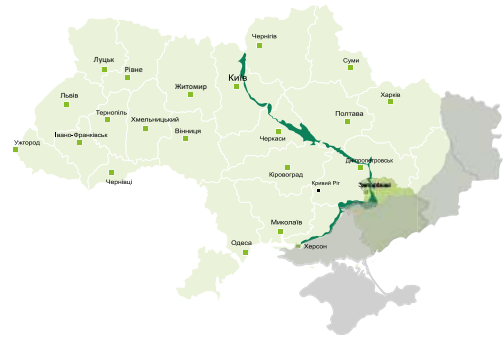 Чернігів
Луцьк
Рівне
Суми
Київ
Житомир
Харків
Львів
Тернопіль
Хмельницький
Полтава
Івано-Франківськ
Вінниця
Черкаси
Ужгород
Чернівці
Дніпропетровськ
Кіровоград
Кривий Ріг
Миколаїв
Одеса
Херсон